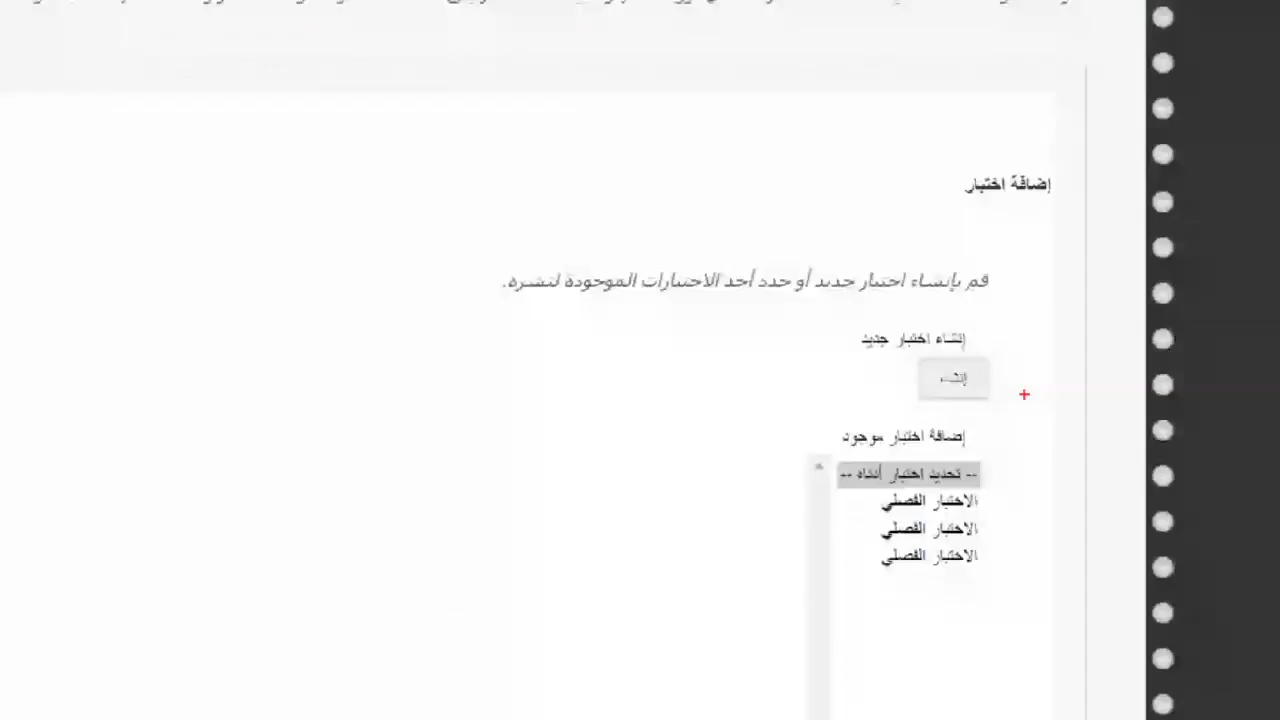 إضافة اختبار
قم بإنشاء اختبار جديد أو حدد أحد الاختبارات الموجودة لنشره.
إنشاء اختبار جديد
إنشاء
إضافة اختبار موجود
-- تحديد اختبار أدناه --
الاختبار الفصلي
الاختبار الفصلي
الاختبار الفصلي